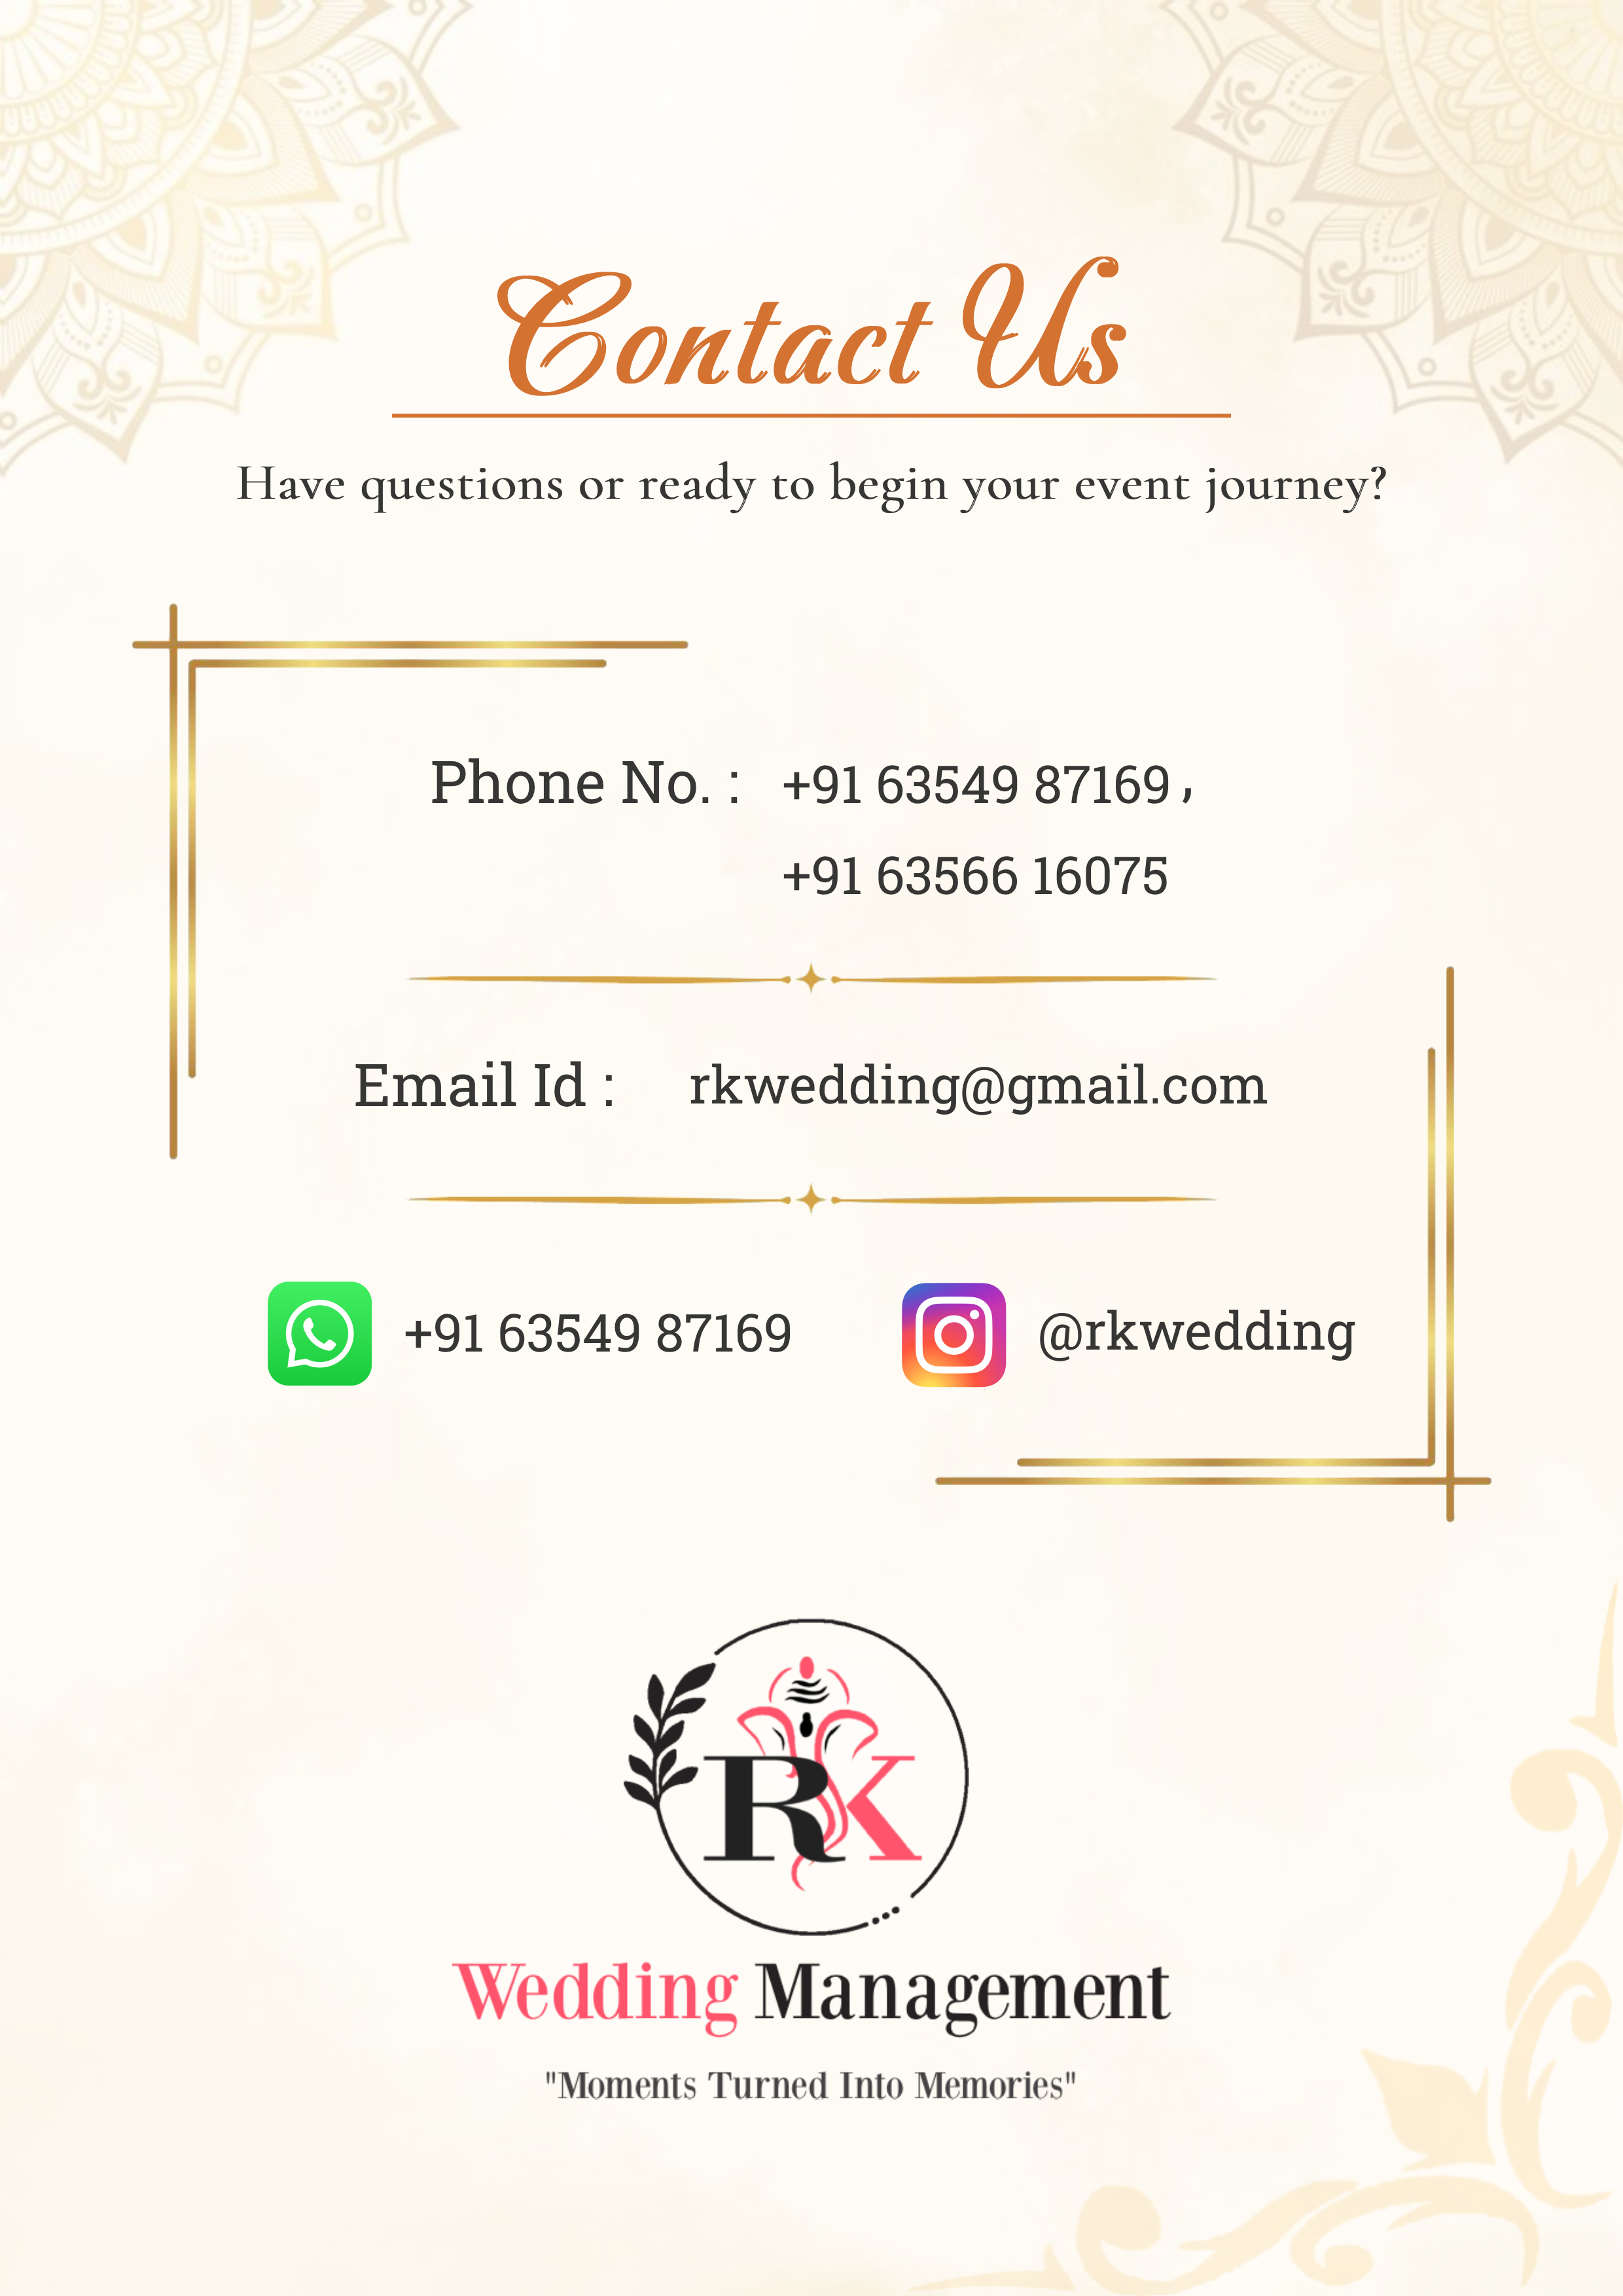 Contact Us
Have questions or ready to begin your event journey?
Phone No. : +91 63549 87169 ,
+91 63566 16075
Email Id : rkwedding@gmail.com
+91 63549 87169 @rkwedding
RK
Wedding Management
"Moments Turned Into Memories"